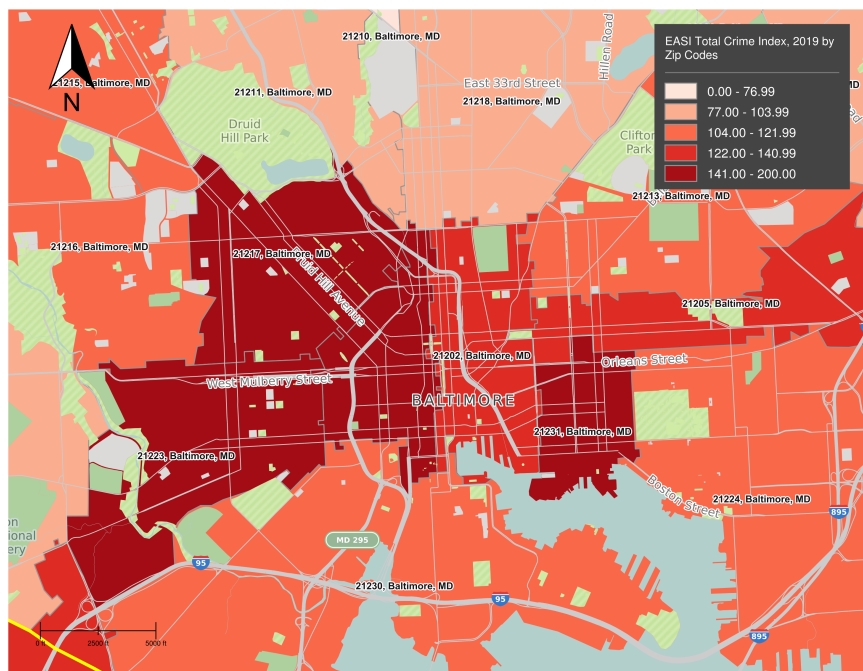 21210, Baltimore, MD
Hillen Road
EASI Total Crime Index, 2019 by
Zip Codes
0.00 - 76.99
77.00 - 103.99
104.00 - 121.99
122.00 - 140.99
141.00 - 200.00
N
21215, Baltimore, MD
21211, Baltimore, MD
East 33rd Street
21218, Baltimore, MD
MD
Druid
Hill Park
Clifton
Park
21213, Baltimore, MD
21216, Baltimore, MD
21217, Baltimore, MD
Druid Hill Avenue
21205, Baltimore, MD
21202, Baltimore, MD
Orleans Street
West Mulberry Street
BALTIMORE
21231, Baltimore, MD
21223, Baltimore, MD
Boston Street
21224, Baltimore, MD
895
MD 295
95
21230, Baltimore, MD
95
895
0 ft
2500 ft
5000 ft